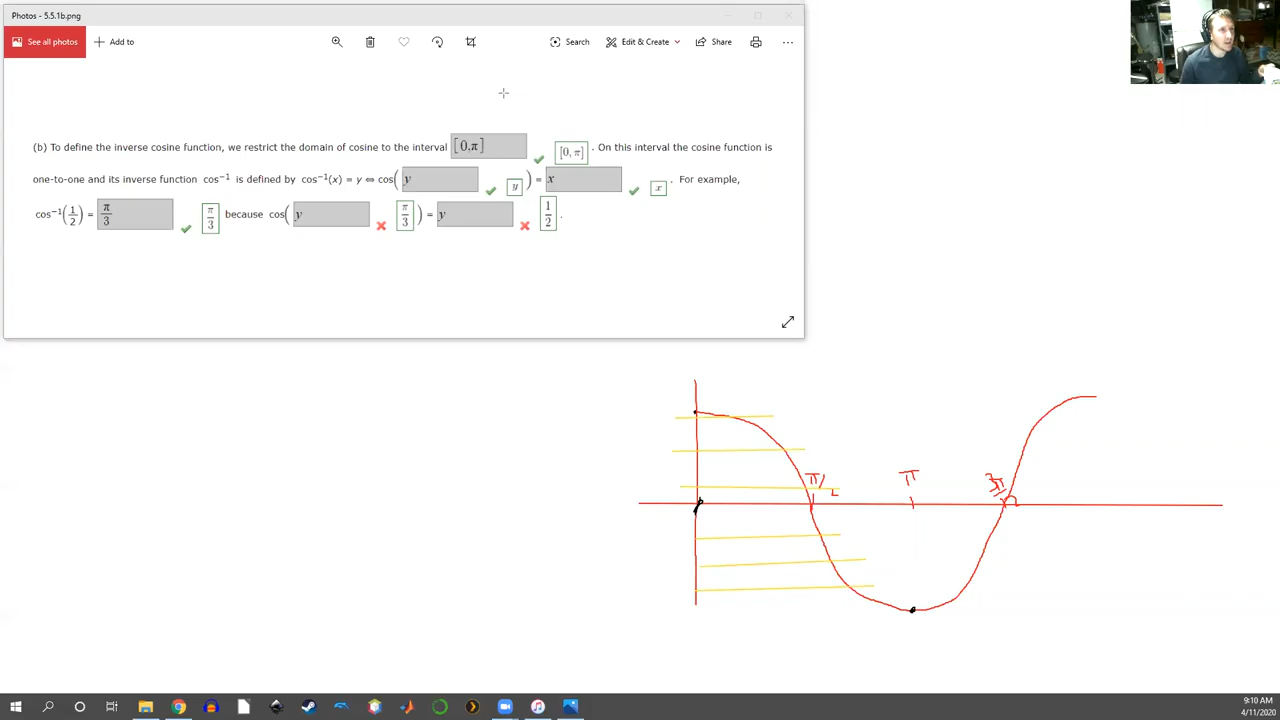 Photos - 5.5.1b.png
See all photos
Add to
Search
Edit & Create
Share
(b) To define the inverse cosine function, we restrict the domain of cosine to the interval [0,π] [0, π] . On this interval the cosine function is
one-to-one and its inverse function cos⁻¹ is defined by cos⁻¹(x) = y ⇔ cos( y y ) = x x . For example,
cos⁻¹(1/2) = π/3 π/3 because cos( y π/3 ) = y 1/2 .
π/2
π
3π/2
9:10 AM
4/11/2020